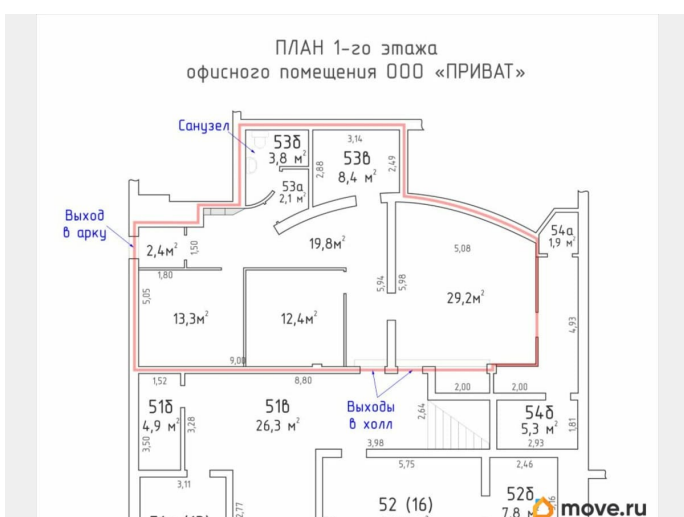 ПЛАН 1-го этажа
офисного помещения ООО «ПРИВАТ»
Санузел
53б
3,8 м²
3,14
53в
8,4 м²
2,88
2,49
53а
2,1 м²
Выход
в арку
2,4м²
1,50
19,8м²
5,08
54а
1,9 м²
1,80
5,05
13,3м²
12,4м²
5,94
5,98
29,2м²
4,93
9,00
1,52
8,80
2,00
2,00
51б
4,9 м²
3,50
3,28
51в
26,3 м²
Выходы
в холл
2,64
54б
5,3 м²
1,81
3,98
2,93
3,11
5,75
2,46
2,77
52 (16)
52б
7,8 м²
move.ru